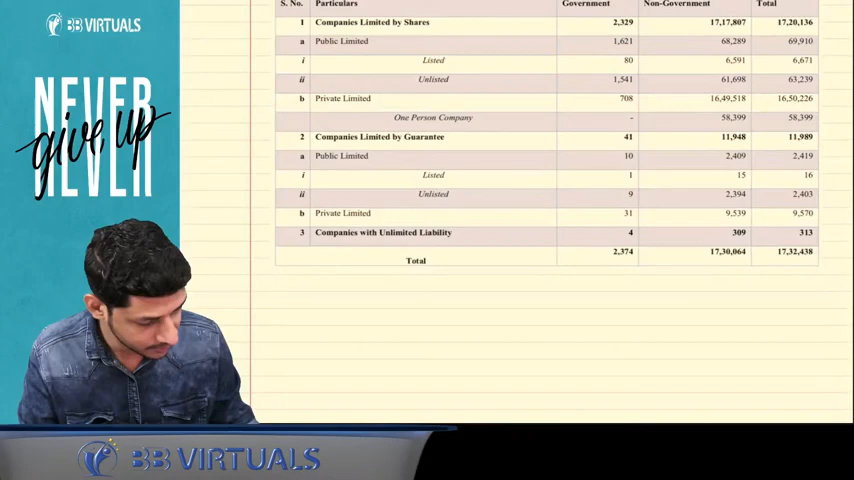 BB VIRTUALS
NEVER
give up
NEVER
S. No. Particulars Government Non-Government Total
1 Companies Limited by Shares 2,329 17,17,807 17,20,136
a Public Limited 1,621 68,289 69,910
i Listed 80 6,591 6,671
ii Unlisted 1,541 61,698 63,239
b Private Limited 708 16,49,518 16,50,226
One Person Company - 58,399 58,399
2 Companies Limited by Guarantee 41 11,948 11,989
a Public Limited 10 2,409 2,419
i Listed 1 15 16
ii Unlisted 9 2,394 2,403
b Private Limited 31 9,539 9,570
3 Companies with Unlimited Liability 4 309 313
Total 2,374 17,30,064 17,32,438
BB VIRTUALS